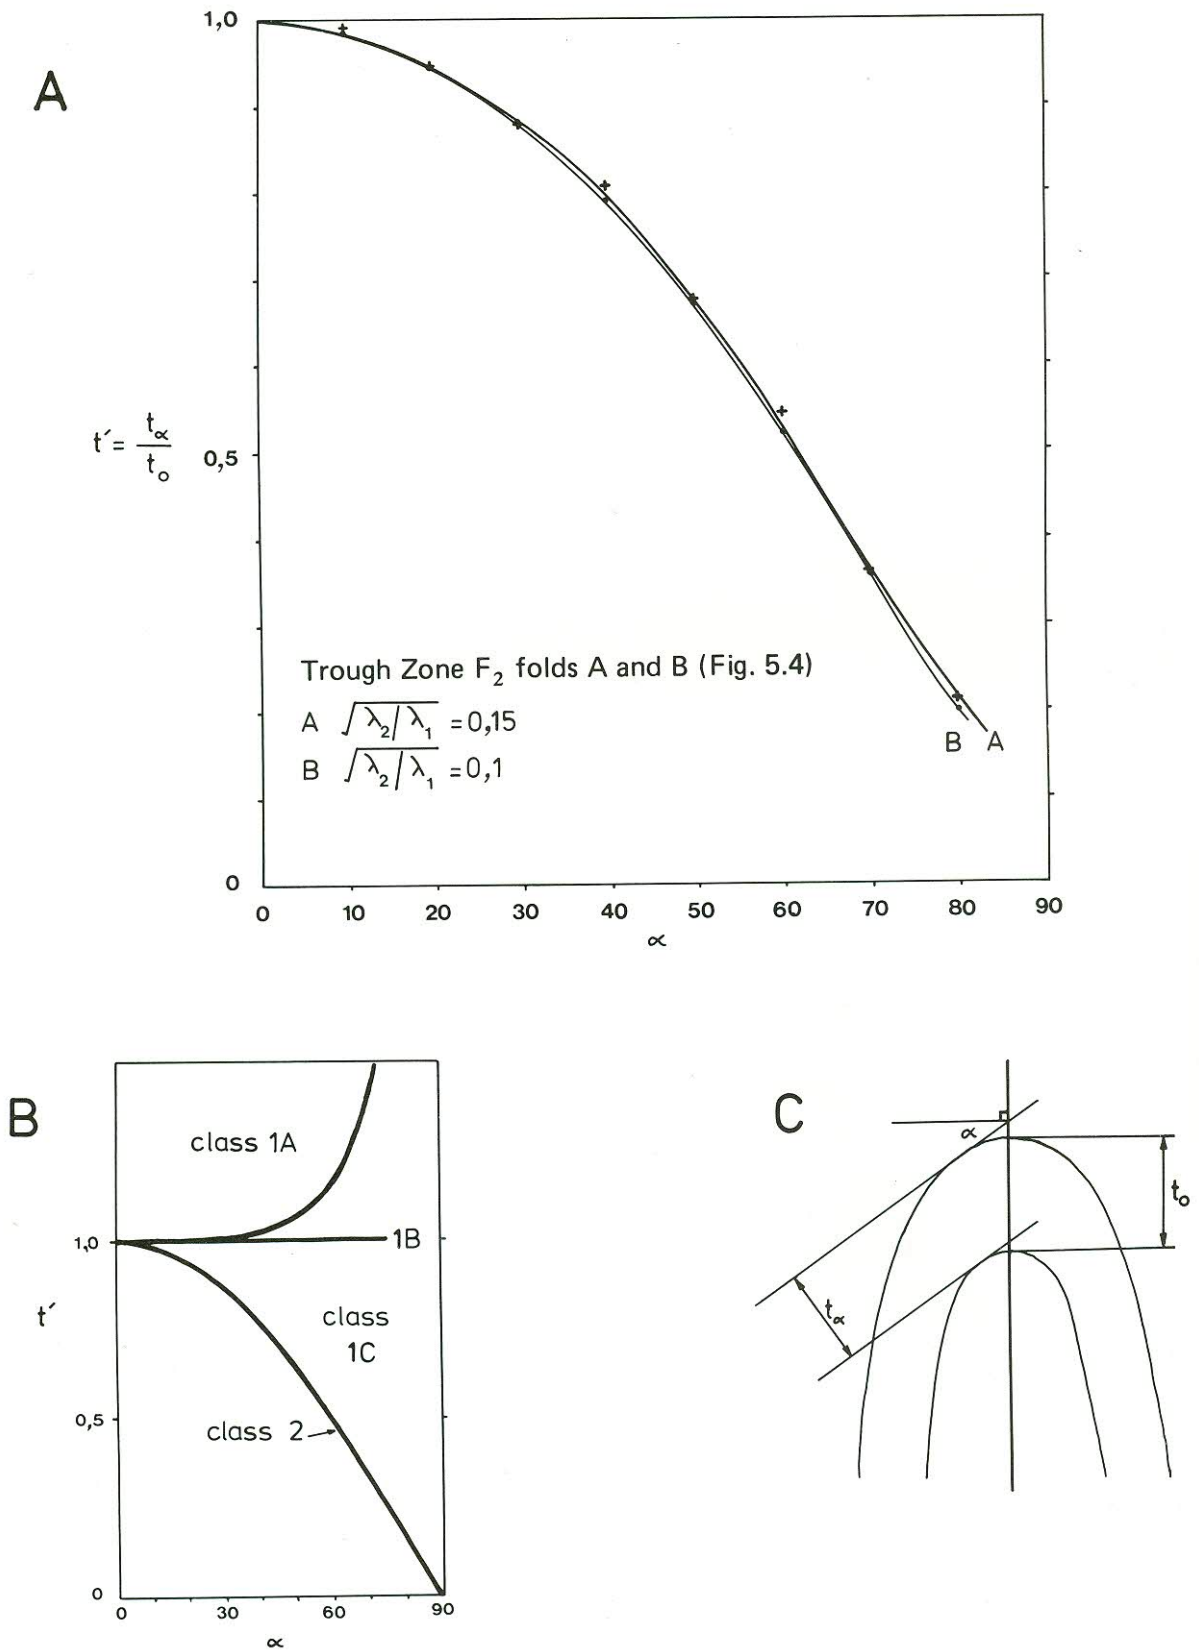 A
1,0
t′= tα/t₀
0,5
Trough Zone F₂ folds A and B (Fig. 5.4)
A √λ₂/λ₁ = 0,15
B √λ₂/λ₁ = 0,1
B A
0
0 10 20 30 40 50 60 70 80 90
α
B
class 1A
1,0
1B
t′
class
1C
0,5
class 2
0
0 30 60 90
α
C
α
t₀
tα